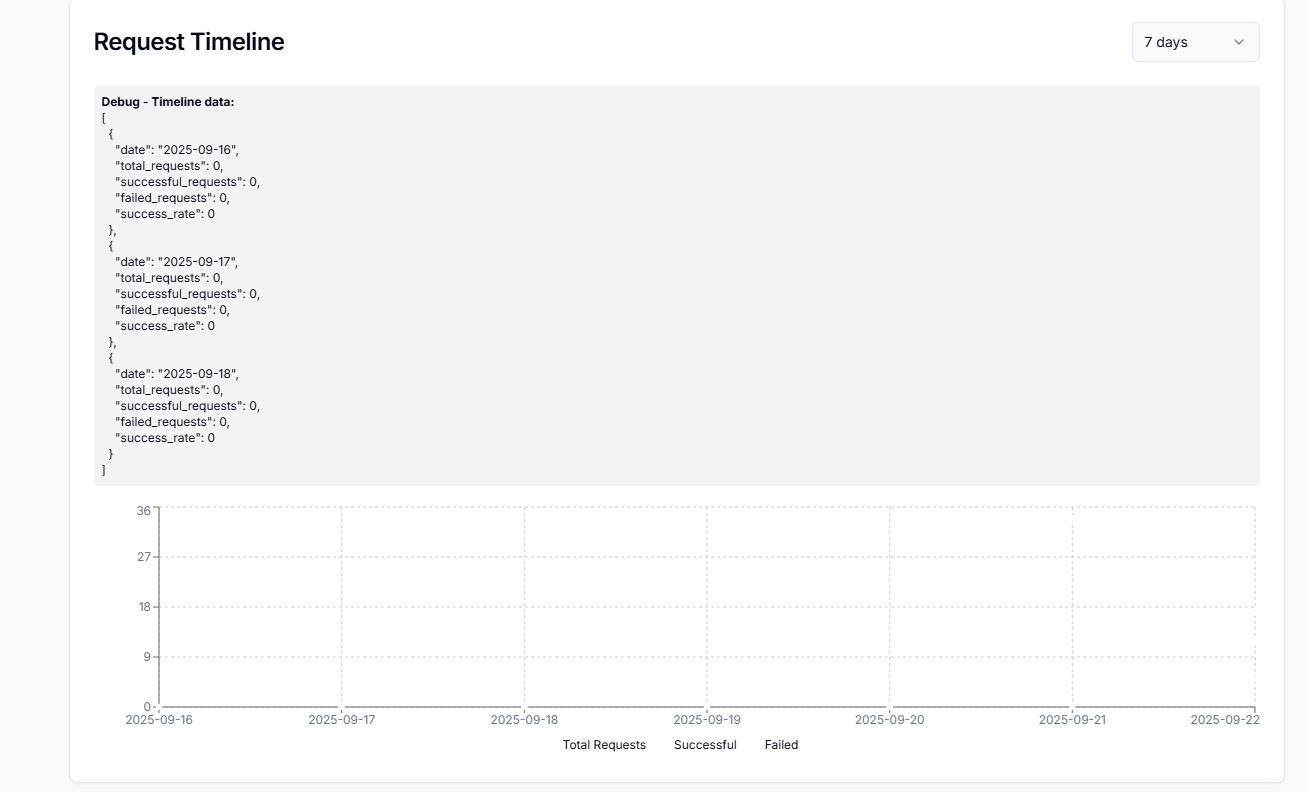 Request Timeline
7 days
Debug - Timeline data:
[
{
"date": "2025-09-16",
"total_requests": 0,
"successful_requests": 0,
"failed_requests": 0,
"success_rate": 0
},
{
"date": "2025-09-17",
"total_requests": 0,
"successful_requests": 0,
"failed_requests": 0,
"success_rate": 0
},
{
"date": "2025-09-18",
"total_requests": 0,
"successful_requests": 0,
"failed_requests": 0,
"success_rate": 0
}
]
36
27
18
9
0
2025-09-16 2025-09-17 2025-09-18 2025-09-19 2025-09-20 2025-09-21 2025-09-22
Total Requests Successful Failed